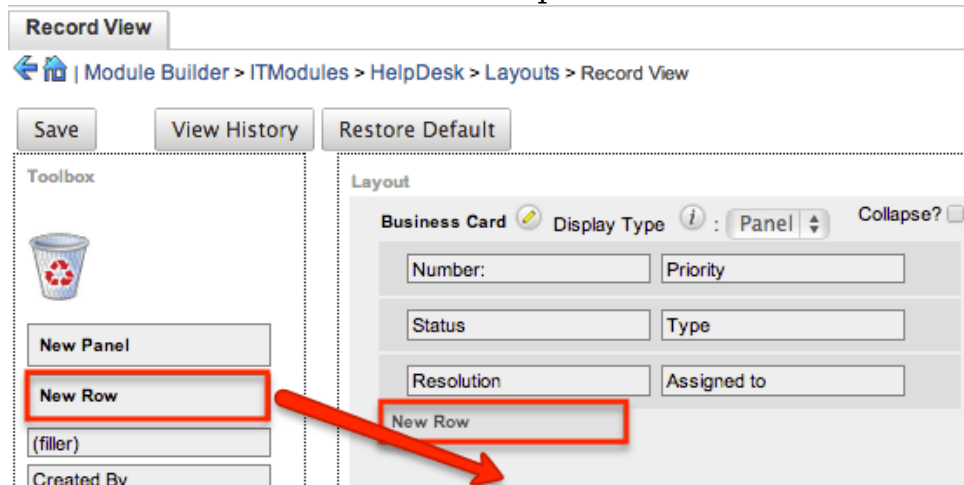 Record View
| Module Builder > ITModules > HelpDesk > Layouts > Record View
Save View History Restore Default
Toolbox
New Panel
New Row
(filler)
Created By
Layout
Business Card Display Type i : Panel Collapse?
Number: Priority
Status Type
Resolution Assigned to
New Row